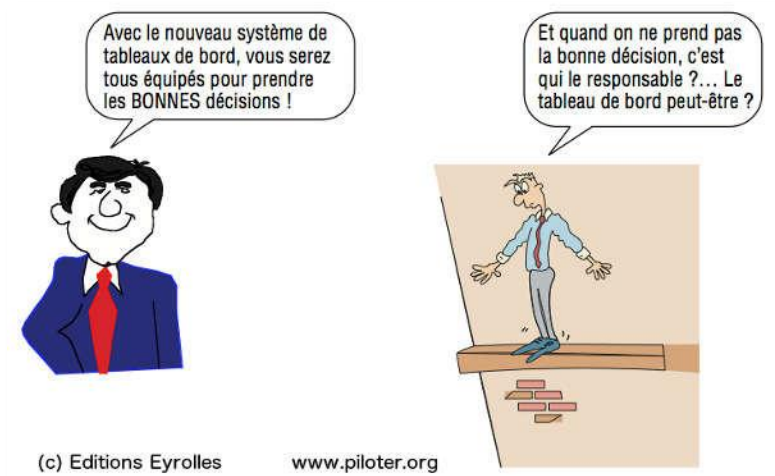 Avec le nouveau système de
tableaux de bord, vous serez
tous équipés pour prendre
les BONNES décisions !
Et quand on ne prend pas
la bonne décision, c'est
qui le responsable ?... Le
tableau de bord peut-être ?
(c) Editions Eyrolles
www.piloter.org